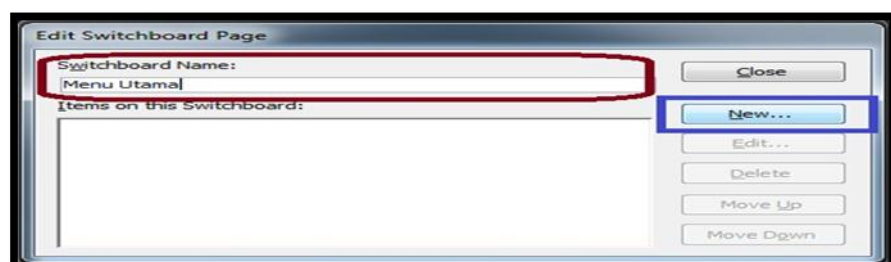 Edit Switchboard Page
Switchboard Name:
Close
Menu Utama
Items on this Switchboard:
New...
Edit...
Delete
Move Up
Move Down